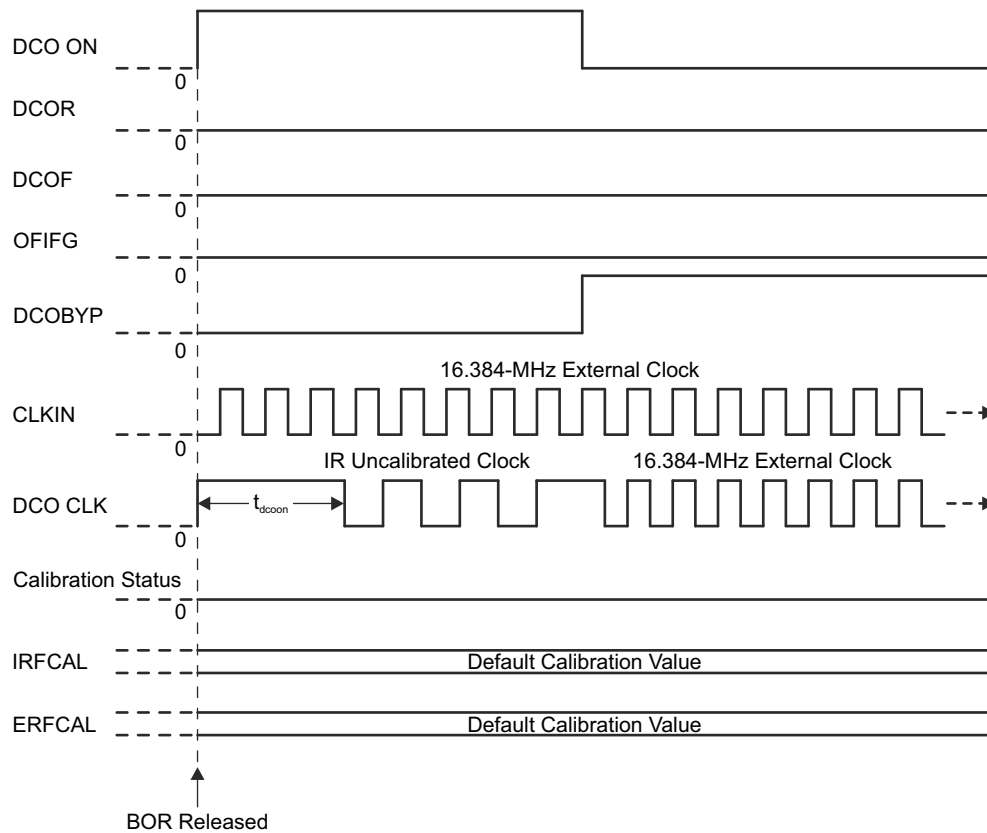 DCO ON
0
DCOR
0
DCOF
0
OFIFG
0
DCOBYP
0
16.384-MHz External Clock
CLKIN
0
IR Uncalibrated Clock 16.384-MHz External Clock
DCO CLK tdcoon
0
Calibration Status
0
IRFCAL Default Calibration Value
ERFCAL Default Calibration Value
BOR Released